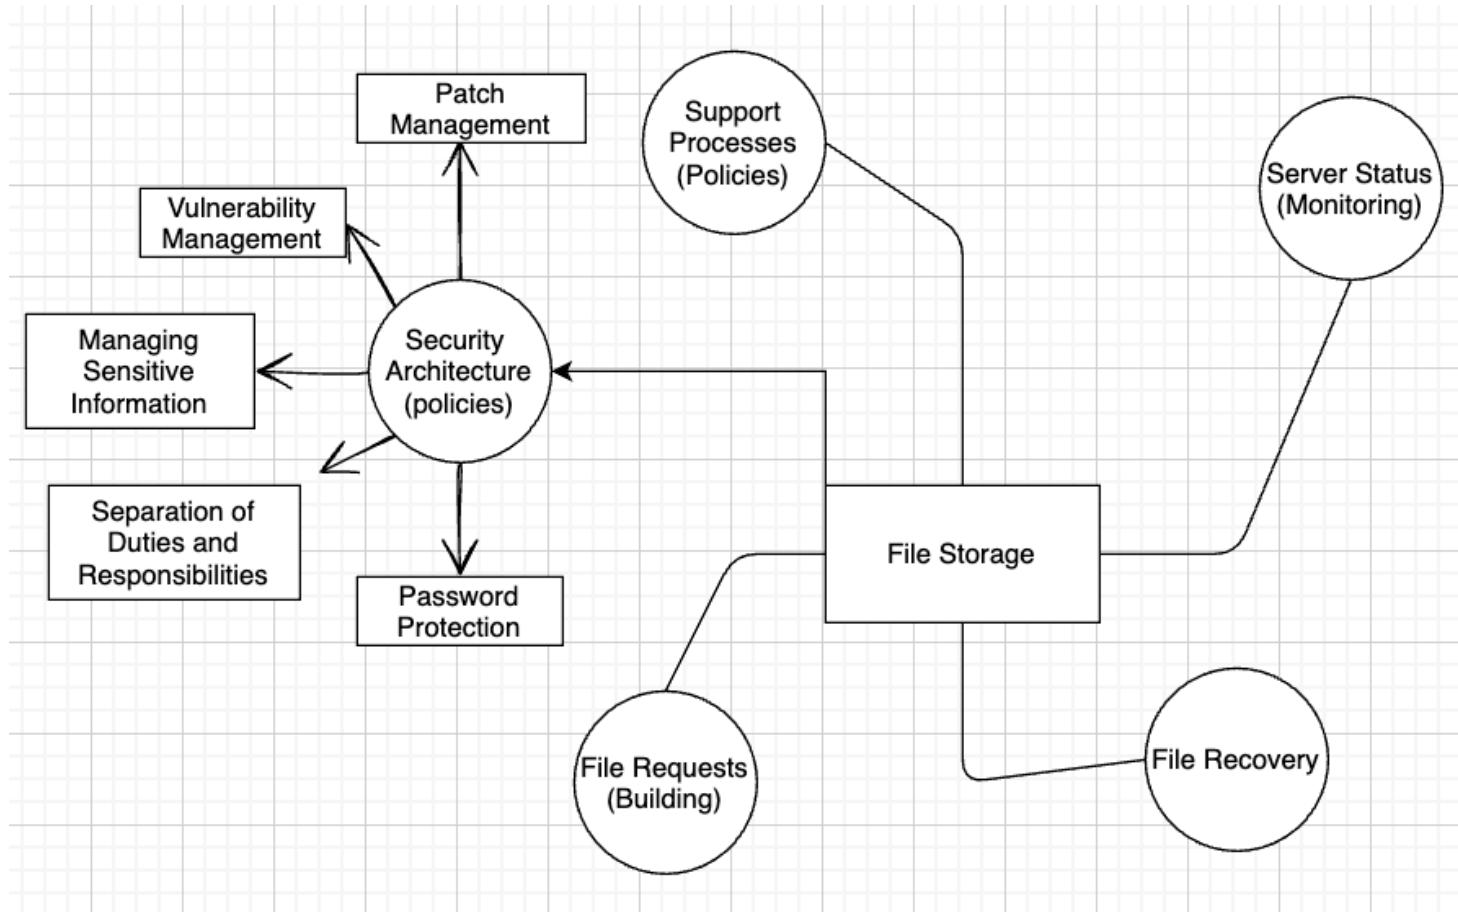 Patch
Management
Support
Processes
(Policies)
Server Status
(Monitoring)
Vulnerability
Management
Managing
Sensitive
Information
Security
Architecture
(policies)
Separation of
Duties and
Responsibilities
File Storage
Password
Protection
File Requests
(Building)
File Recovery